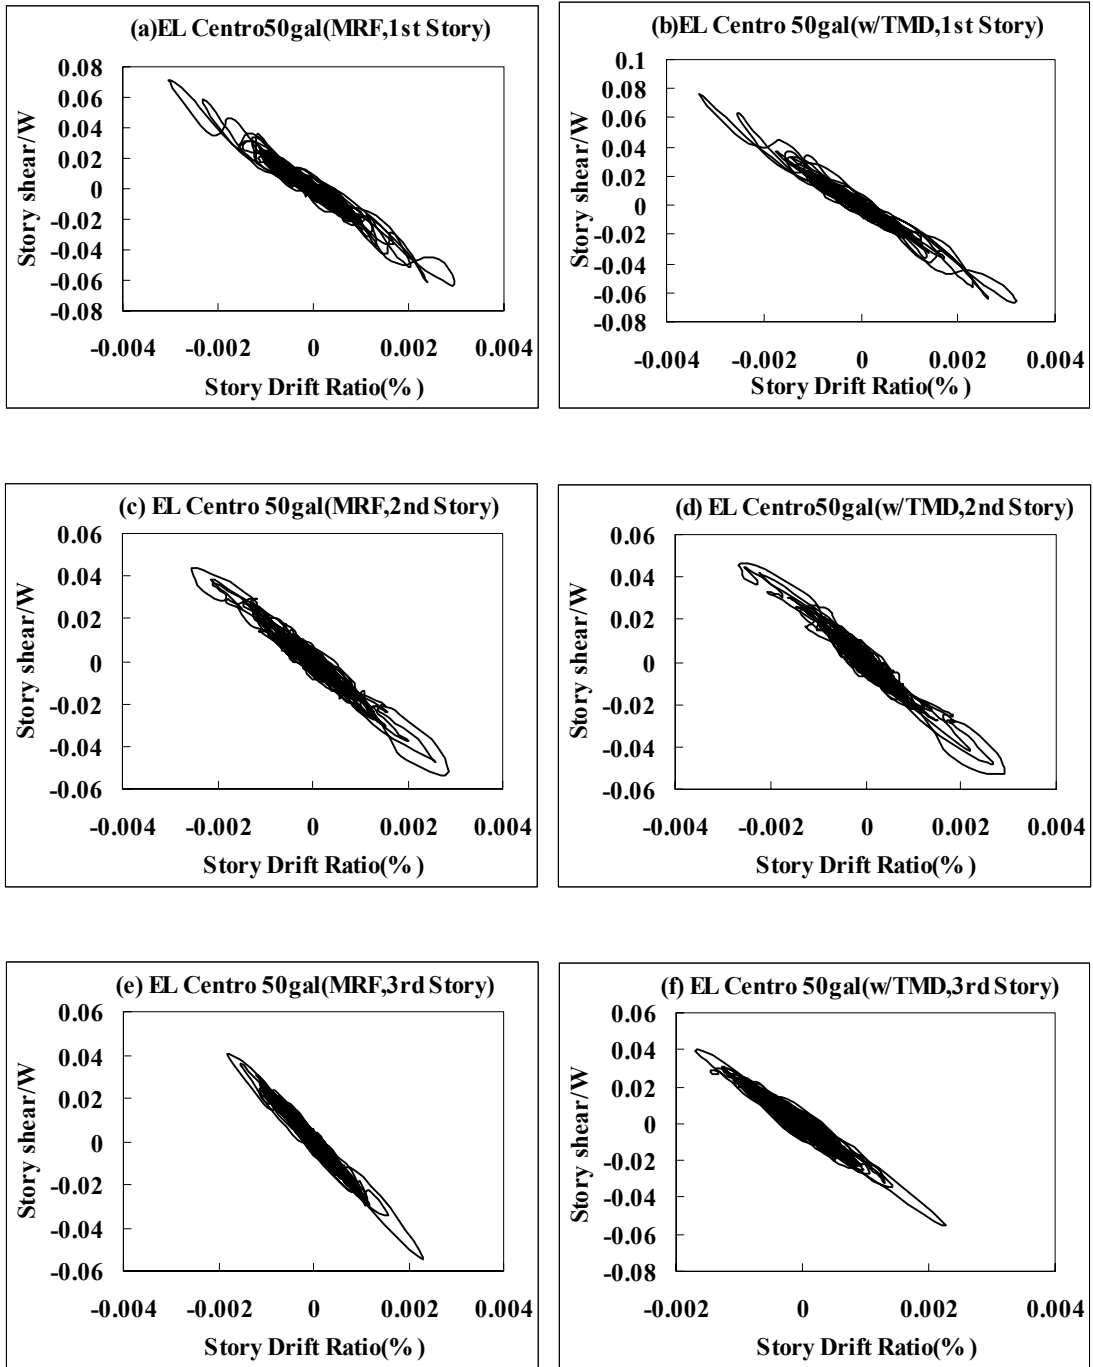 (a)EL Centro50gal(MRF,1st Story)
0.08
0.06
0.04
0.02
0
-0.02
-0.04
-0.06
-0.08
Story shear/W
-0.004 -0.002 0 0.002 0.004
Story Drift Ratio(%)
(b)EL Centro 50gal(w/TMD,1st Story)
0.1
0.08
0.06
0.04
0.02
0
-0.02
-0.04
-0.06
-0.08
Story shear/W
-0.004 -0.002 0 0.002 0.004
Story Drift Ratio(%)
(c) EL Centro 50gal(MRF,2nd Story)
0.06
0.04
0.02
0
-0.02
-0.04
-0.06
Story shear/W
-0.004 -0.002 0 0.002 0.004
Story Drift Ratio(%)
(d) EL Centro50gal(w/TMD,2nd Story)
0.06
0.04
0.02
0
-0.02
-0.04
-0.06
Story shear/W
-0.004 -0.002 0 0.002 0.004
Story Drift Ratio(%)
(e) EL Centro 50gal(MRF,3rd Story)
0.06
0.04
0.02
0
-0.02
-0.04
-0.06
Story shear/W
-0.004 -0.002 0 0.002 0.004
Story Drift Ratio(%)
(f) EL Centro 50gal(w/TMD,3rd Story)
0.06
0.04
0.02
0
-0.02
-0.04
-0.06
-0.08
Story shear/W
-0.002 0 0.002 0.004
Story Drift Ratio(%)